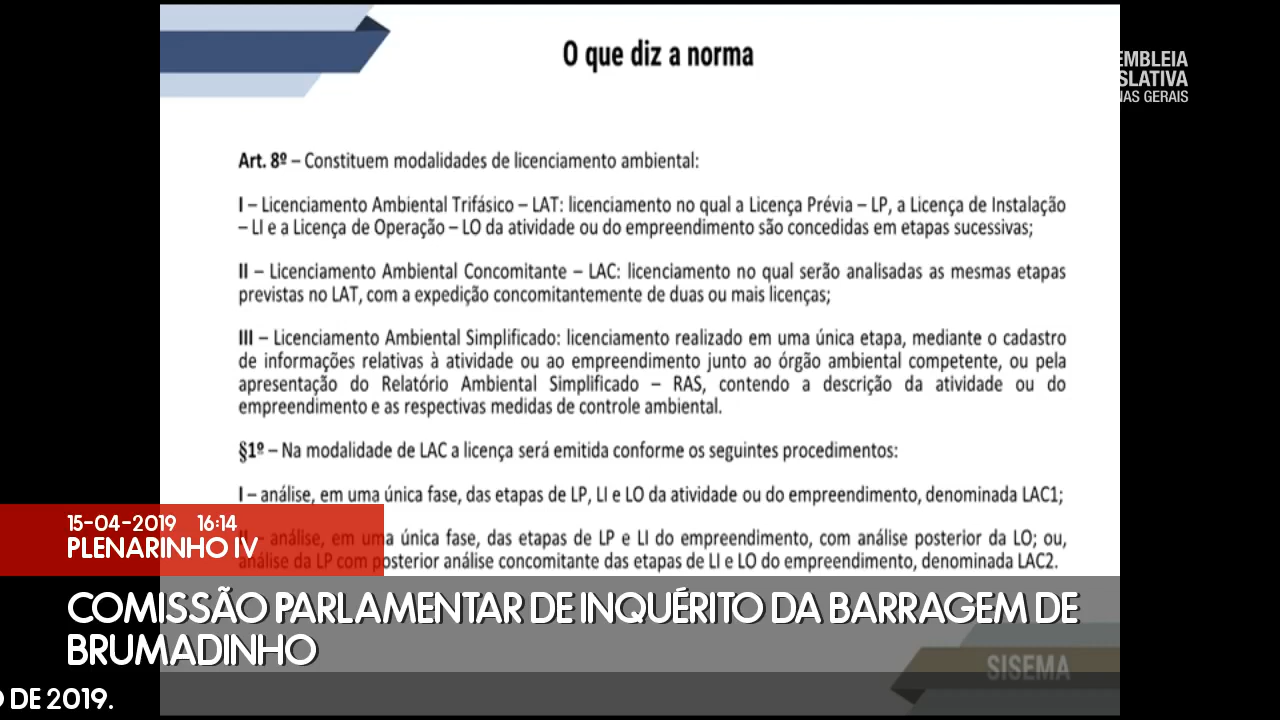 O que diz a norma
EMBLEIA
SLATIVA
NAS GERAIS
Art. 8º – Constituem modalidades de licenciamento ambiental:
I – Licenciamento Ambiental Trifásico – LAT: licenciamento no qual a Licença Prévia – LP, a Licença de Instalação
– LI e a Licença de Operação – LO da atividade ou do empreendimento são concedidas em etapas sucessivas;
II – Licenciamento Ambiental Concomitante – LAC: licenciamento no qual serão analisadas as mesmas etapas
previstas no LAT, com a expedição concomitantemente de duas ou mais licenças;
III – Licenciamento Ambiental Simplificado: licenciamento realizado em uma única etapa, mediante o cadastro
de informações relativas à atividade ou ao empreendimento junto ao órgão ambiental competente, ou pela
apresentação do Relatório Ambiental Simplificado – RAS, contendo a descrição da atividade ou do
empreendimento e as respectivas medidas de controle ambiental.
§1º – Na modalidade de LAC a licença será emitida conforme os seguintes procedimentos:
I – análise, em uma única fase, das etapas de LP, LI e LO da atividade ou do empreendimento, denominada LAC1;
II – análise, em uma única fase, das etapas de LP e LI do empreendimento, com análise posterior da LO; ou,
análise da LP com posterior análise concomitante das etapas de LI e LO do empreendimento, denominada LAC2.
15-04-2019 16:14
PLENARINHO IV
COMISSÃO PARLAMENTAR DE INQUÉRITO DA BARRAGEM DE
BRUMADINHO
SISEMA
O DE 2019.